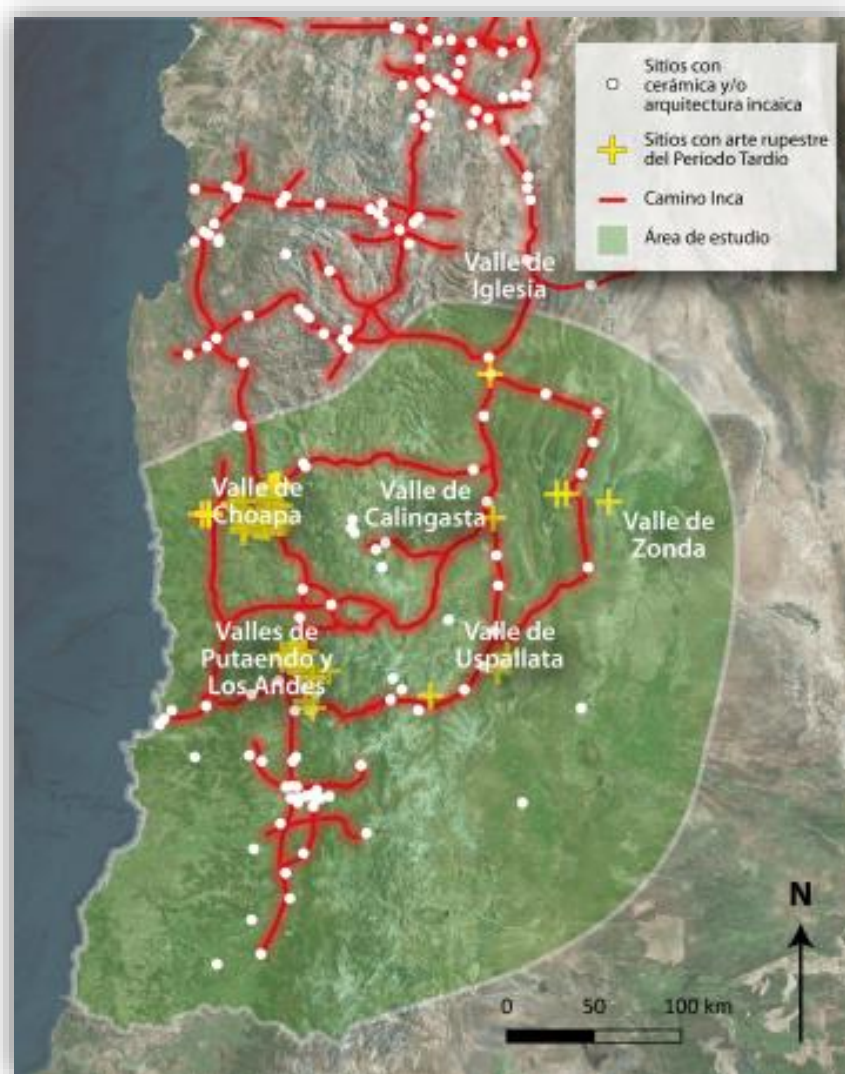 Sitios con
cerámica y/o
arquitectura incaica
Sitios con arte rupestre
del Periodo Tardío
Camino Inca
Área de estudio
Valle de
Iglesia
Valle de
Choapa
Valle de
Calingasta
Valle de
Zonda
Valles de
Putaendo y
Los Andes
Valle de
Uspallata
N
0 50 100 km